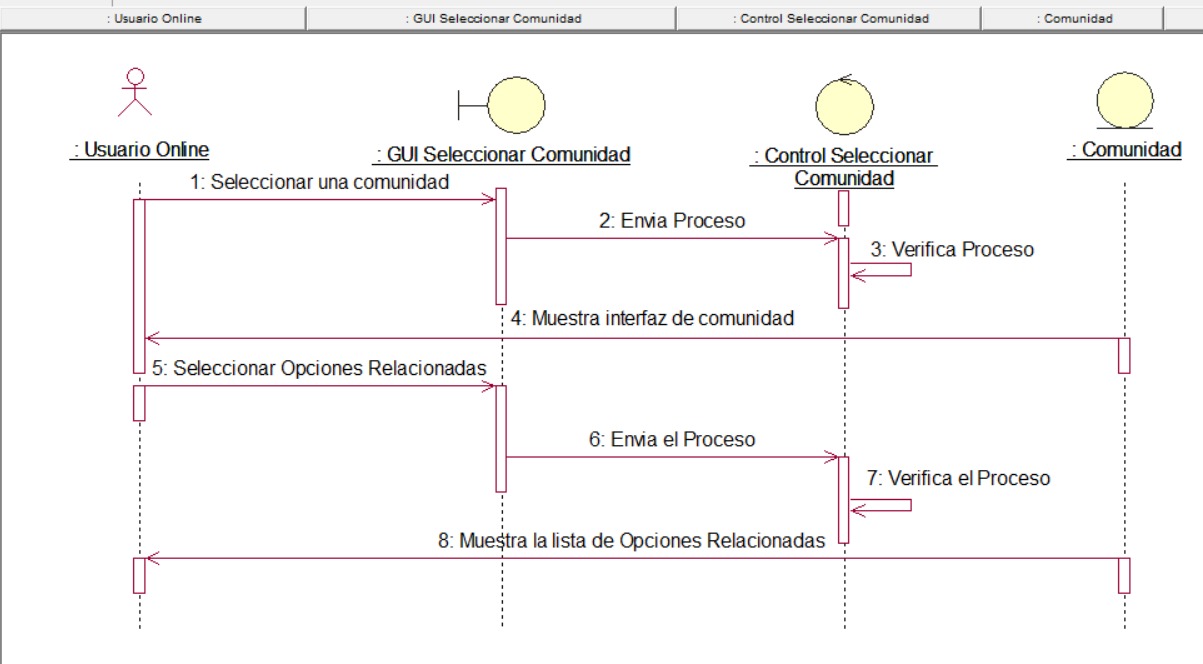 : Usuario Online
: GUI Seleccionar Comunidad
: Control Seleccionar Comunidad
: Comunidad
: Usuario Online
: GUI Seleccionar Comunidad
: Control Seleccionar
Comunidad
: Comunidad
1: Seleccionar una comunidad
2: Envia Proceso
3: Verifica Proceso
4: Muestra interfaz de comunidad
5: Seleccionar Opciones Relacionadas
6: Envia el Proceso
7: Verifica el Proceso
8: Muestra la lista de Opciones Relacionadas